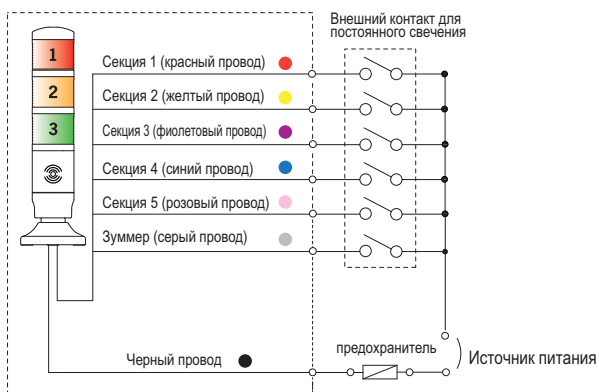 Внешний контакт для
постоянного свечения
1
2
3
Секция 1 (красный провод)
Секция 2 (желтый провод)
Секция 3 (фиолетовый провод)
Секция 4 (синий провод)
Секция 5 (розовый провод)
Зуммер (серый провод)
Черный провод
предохранитель
Источник питания